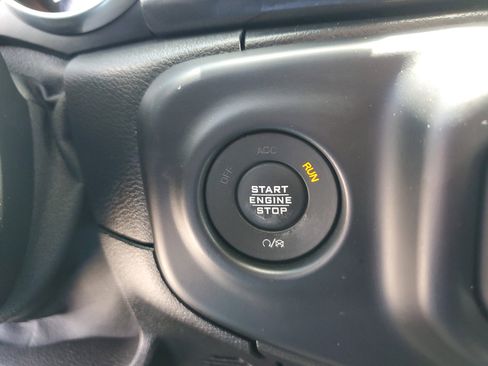 ACC
OFF
RUN
START
ENGINE
STOP